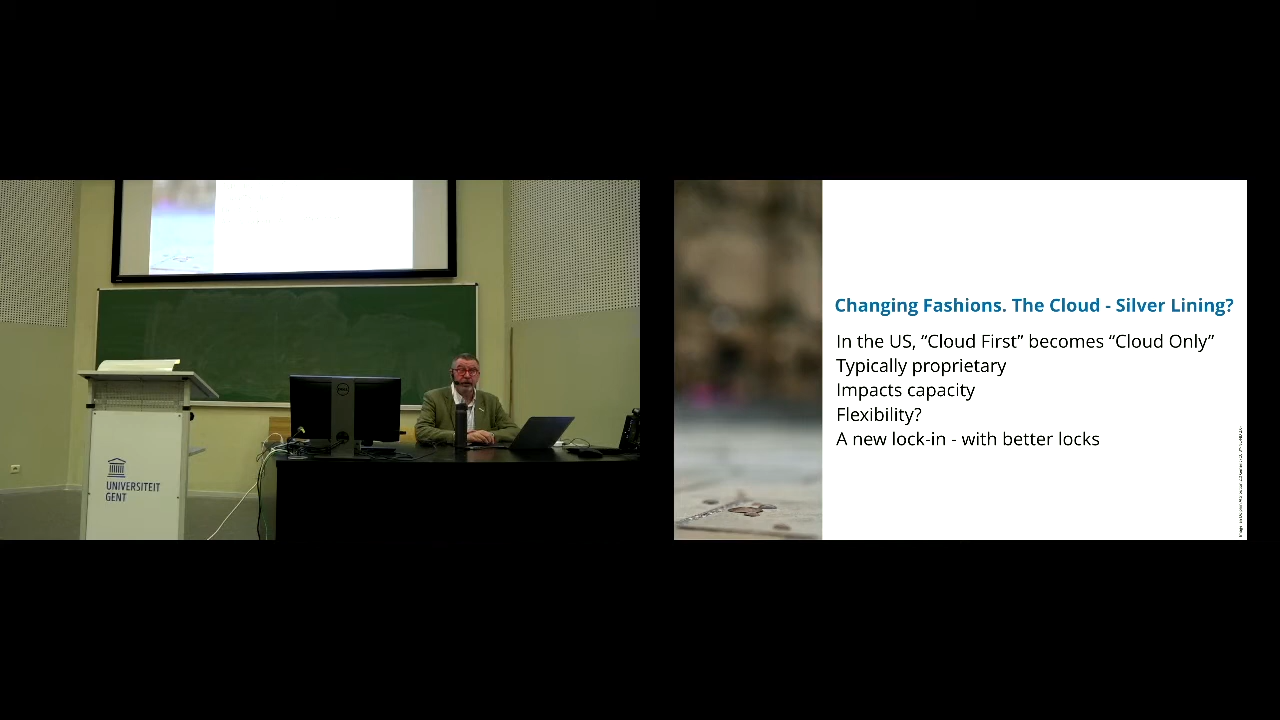 UNIVERSITEIT
GENT
DELL
Changing Fashions. The Cloud - Silver Lining?
In the US, “Cloud First” becomes “Cloud Only”
Typically proprietary
Impacts capacity
Flexibility?
A new lock-in - with better locks